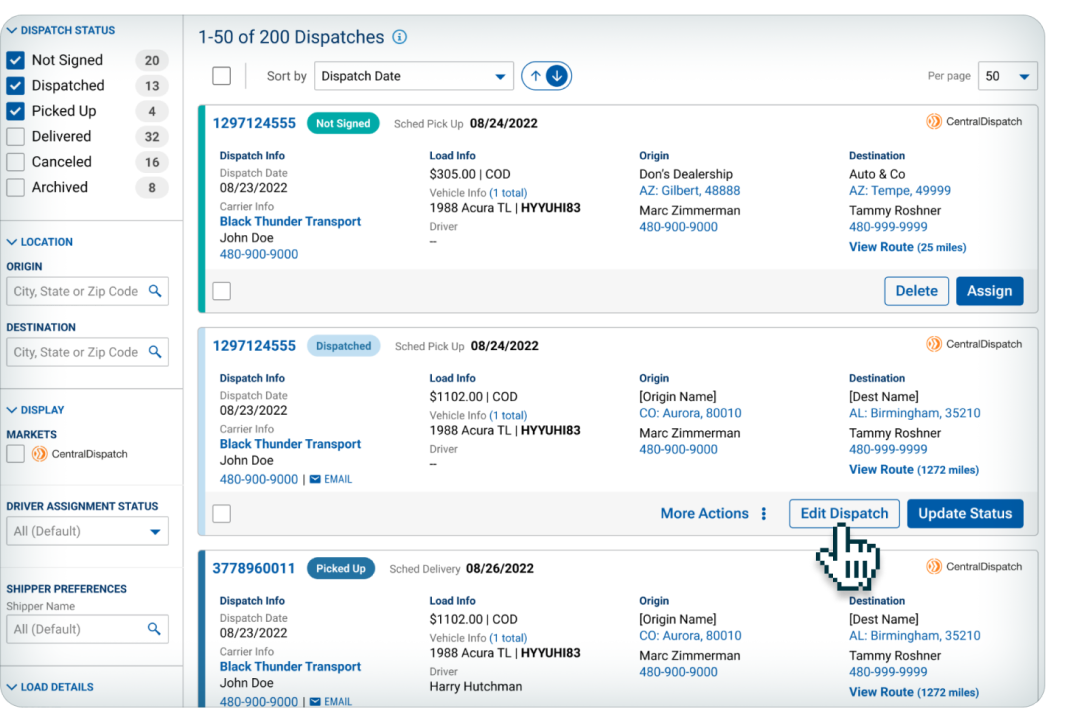 DISPATCH STATUS
Not Signed 20
Dispatched 13
Picked Up 4
Delivered 32
Canceled 16
Archived 8
LOCATION
ORIGIN
City, State or Zip Code
DESTINATION
City, State or Zip Code
DISPLAY
MARKETS
CentralDispatch
DRIVER ASSIGNMENT STATUS
All (Default)
SHIPPER PREFERENCES
Shipper Name
All (Default)
LOAD DETAILS
1-50 of 200 Dispatches
Sort by Dispatch Date
Per page 50
1297124555 Not Signed Sched Pick Up 08/24/2022 CentralDispatch
Dispatch Info
Dispatch Date
08/23/2022
Carrier Info
Black Thunder Transport
John Doe
480-900-9000
Load Info
$305.00 | COD
Vehicle Info (1 total)
1988 Acura TL | HYYUHI83
Driver
--
Origin
Don's Dealership
AZ: Gilbert, 48888
Marc Zimmerman
480-900-9000
Destination
Auto & Co
AZ: Tempe, 49999
Tammy Roshner
480-999-9999
View Route (25 miles)
Delete Assign
1297124555 Dispatched Sched Pick Up 08/24/2022 CentralDispatch
Dispatch Info
Dispatch Date
08/23/2022
Carrier Info
Black Thunder Transport
John Doe
480-900-9000 | EMAIL
Load Info
$1102.00 | COD
Vehicle Info (1 total)
1988 Acura TL | HYYUHI83
Driver
--
Origin
[Origin Name]
CO: Aurora, 80010
Marc Zimmerman
480-900-9000
Destination
[Dest Name]
AL: Birmingham, 35210
Tammy Roshner
480-999-9999
View Route (1272 miles)
More Actions Edit Dispatch Update Status
3778960011 Picked Up Sched Delivery 08/26/2022 CentralDispatch
Dispatch Info
Dispatch Date
08/23/2022
Carrier Info
Black Thunder Transport
John Doe
480-900-9000 | EMAIL
Load Info
$1102.00 | COD
Vehicle Info (1 total)
1988 Acura TL | HYYUHI83
Driver
Harry Hutchman
Origin
[Origin Name]
CO: Aurora, 80010
Marc Zimmerman
480-900-9000
Destination
[Dest Name]
AL: Birmingham, 35210
Tammy Roshner
480-999-9999
View Route (1272 miles)